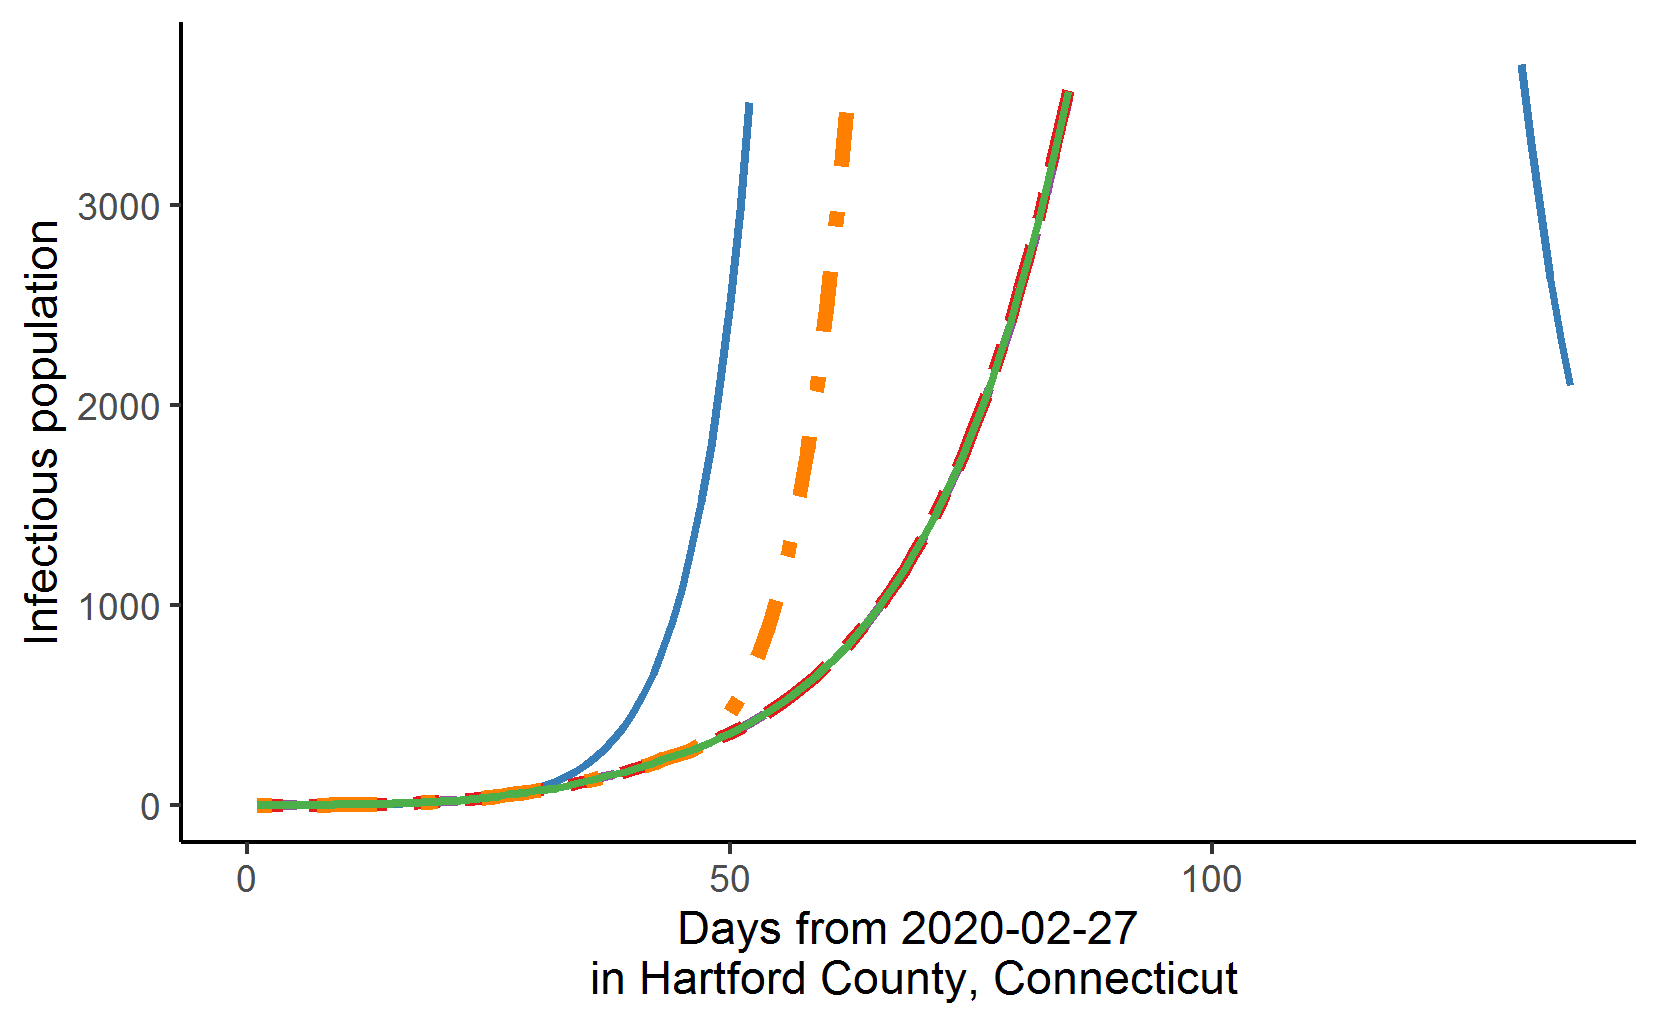 Infectious population
3000
2000
1000
0
0 50 100
Days from 2020-02-27
in Hartford County, Connecticut